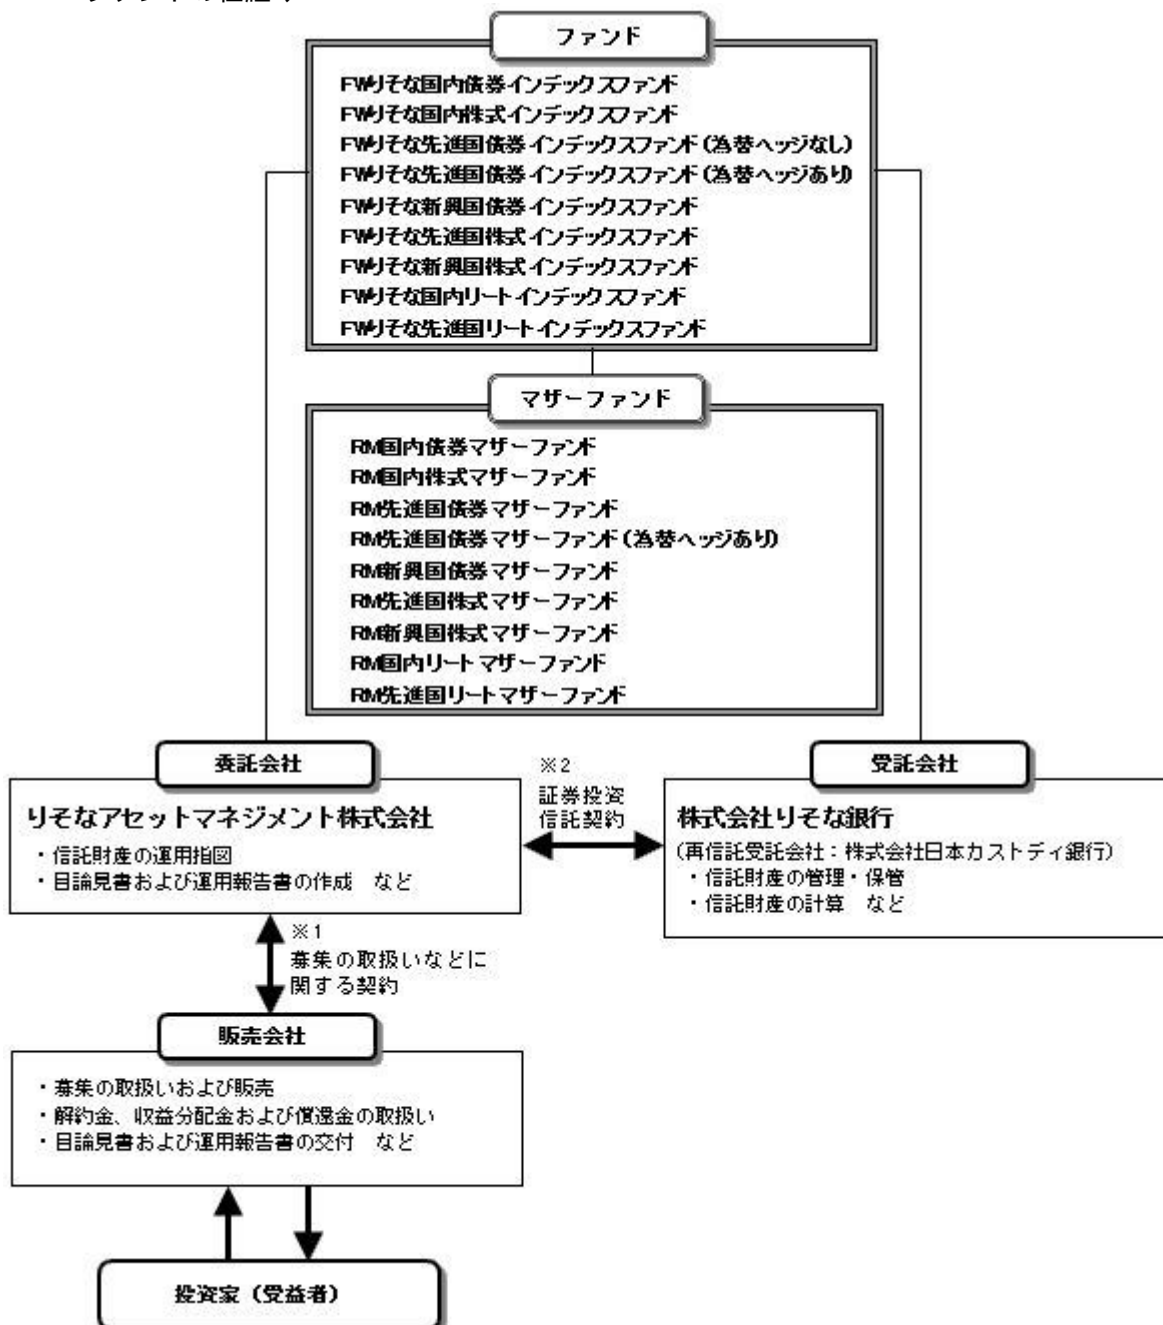 ファンド
FWりそな国内債券インデックスファンド
FWりそな国内株式インデックスファンド
FWりそな先進国債券インデックスファンド(為替ヘッジなし)
FWりそな先進国債券インデックスファンド(為替ヘッジあり)
FWりそな新興国債券インデックスファンド
FWりそな先進国株式インデックスファンド
FWりそな新興国株式インデックスファンド
FWりそな国内リートインデックスファンド
FWりそな先進国リートインデックスファンド
マザーファンド
RM国内債券マザーファンド
RM国内株式マザーファンド
RM先進国債券マザーファンド
RM先進国債券マザーファンド(為替ヘッジあり)
RM新興国債券マザーファンド
RM先進国株式マザーファンド
RM新興国株式マザーファンド
RM国内リートマザーファンド
RM先進国リートマザーファンド
委託会社
りそなアセットマネジメント株式会社
・信託財産の運用指図
・目論見書および運用報告書の作成 など
※2
証券投資
信託契約
受託会社
株式会社りそな銀行
(再信託受託会社:株式会社日本カストディ銀行)
・信託財産の管理・保管
・信託財産の計算 など
※1
募集の取扱いなどに
関する契約
販売会社
・募集の取扱いおよび販売
・解約金、収益分配金および償還金の取扱い
・目論見書および運用報告書の交付 など
投資家(受益者)